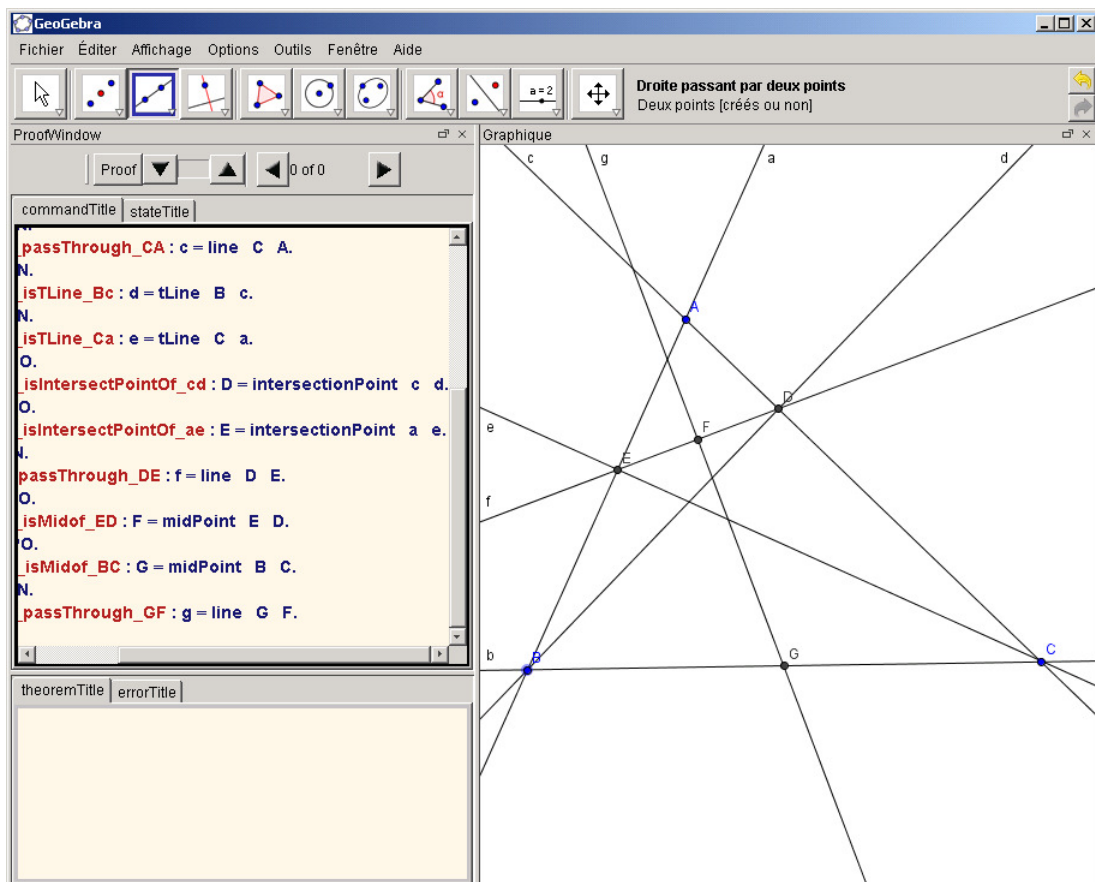 GeoGebra
Fichier Éditer Affichage Options Outils Fenêtre Aide
a=2
Droite passant par deux points
Deux points [créés ou non]
ProofWindow
Proof 0 of 0
commandTitle stateTitle
N.
_passThrough_CA : c = line C A.
N.
_isTLine_Bc : d = tLine B c.
N.
_isTLine_Ca : e = tLine C a.
O.
_isIntersectPointOf_cd : D = intersectionPoint c d.
O.
_isIntersectPointOf_ae : E = intersectionPoint a e.
N.
passThrough_DE : f = line D E.
O.
_isMidof_ED : F = midPoint E D.
O.
_isMidof_BC : G = midPoint B C.
N.
_passThrough_GF : g = line G F.
theoremTitle errorTitle
Graphique
c g a d
A
D
e
F
E
f
b B G C
α